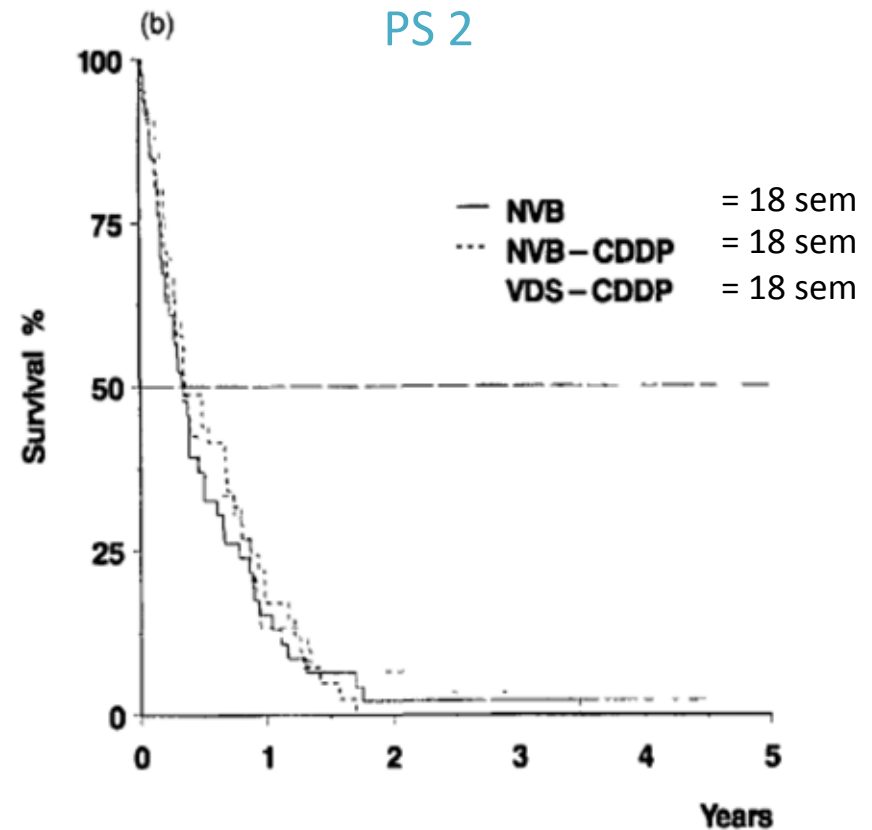 (b)
PS 2
100
75
50
25
0
Survival %
NVB = 18 sem
NVB–CDDP = 18 sem
VDS–CDDP = 18 sem
0 1 2 3 4 5
Years